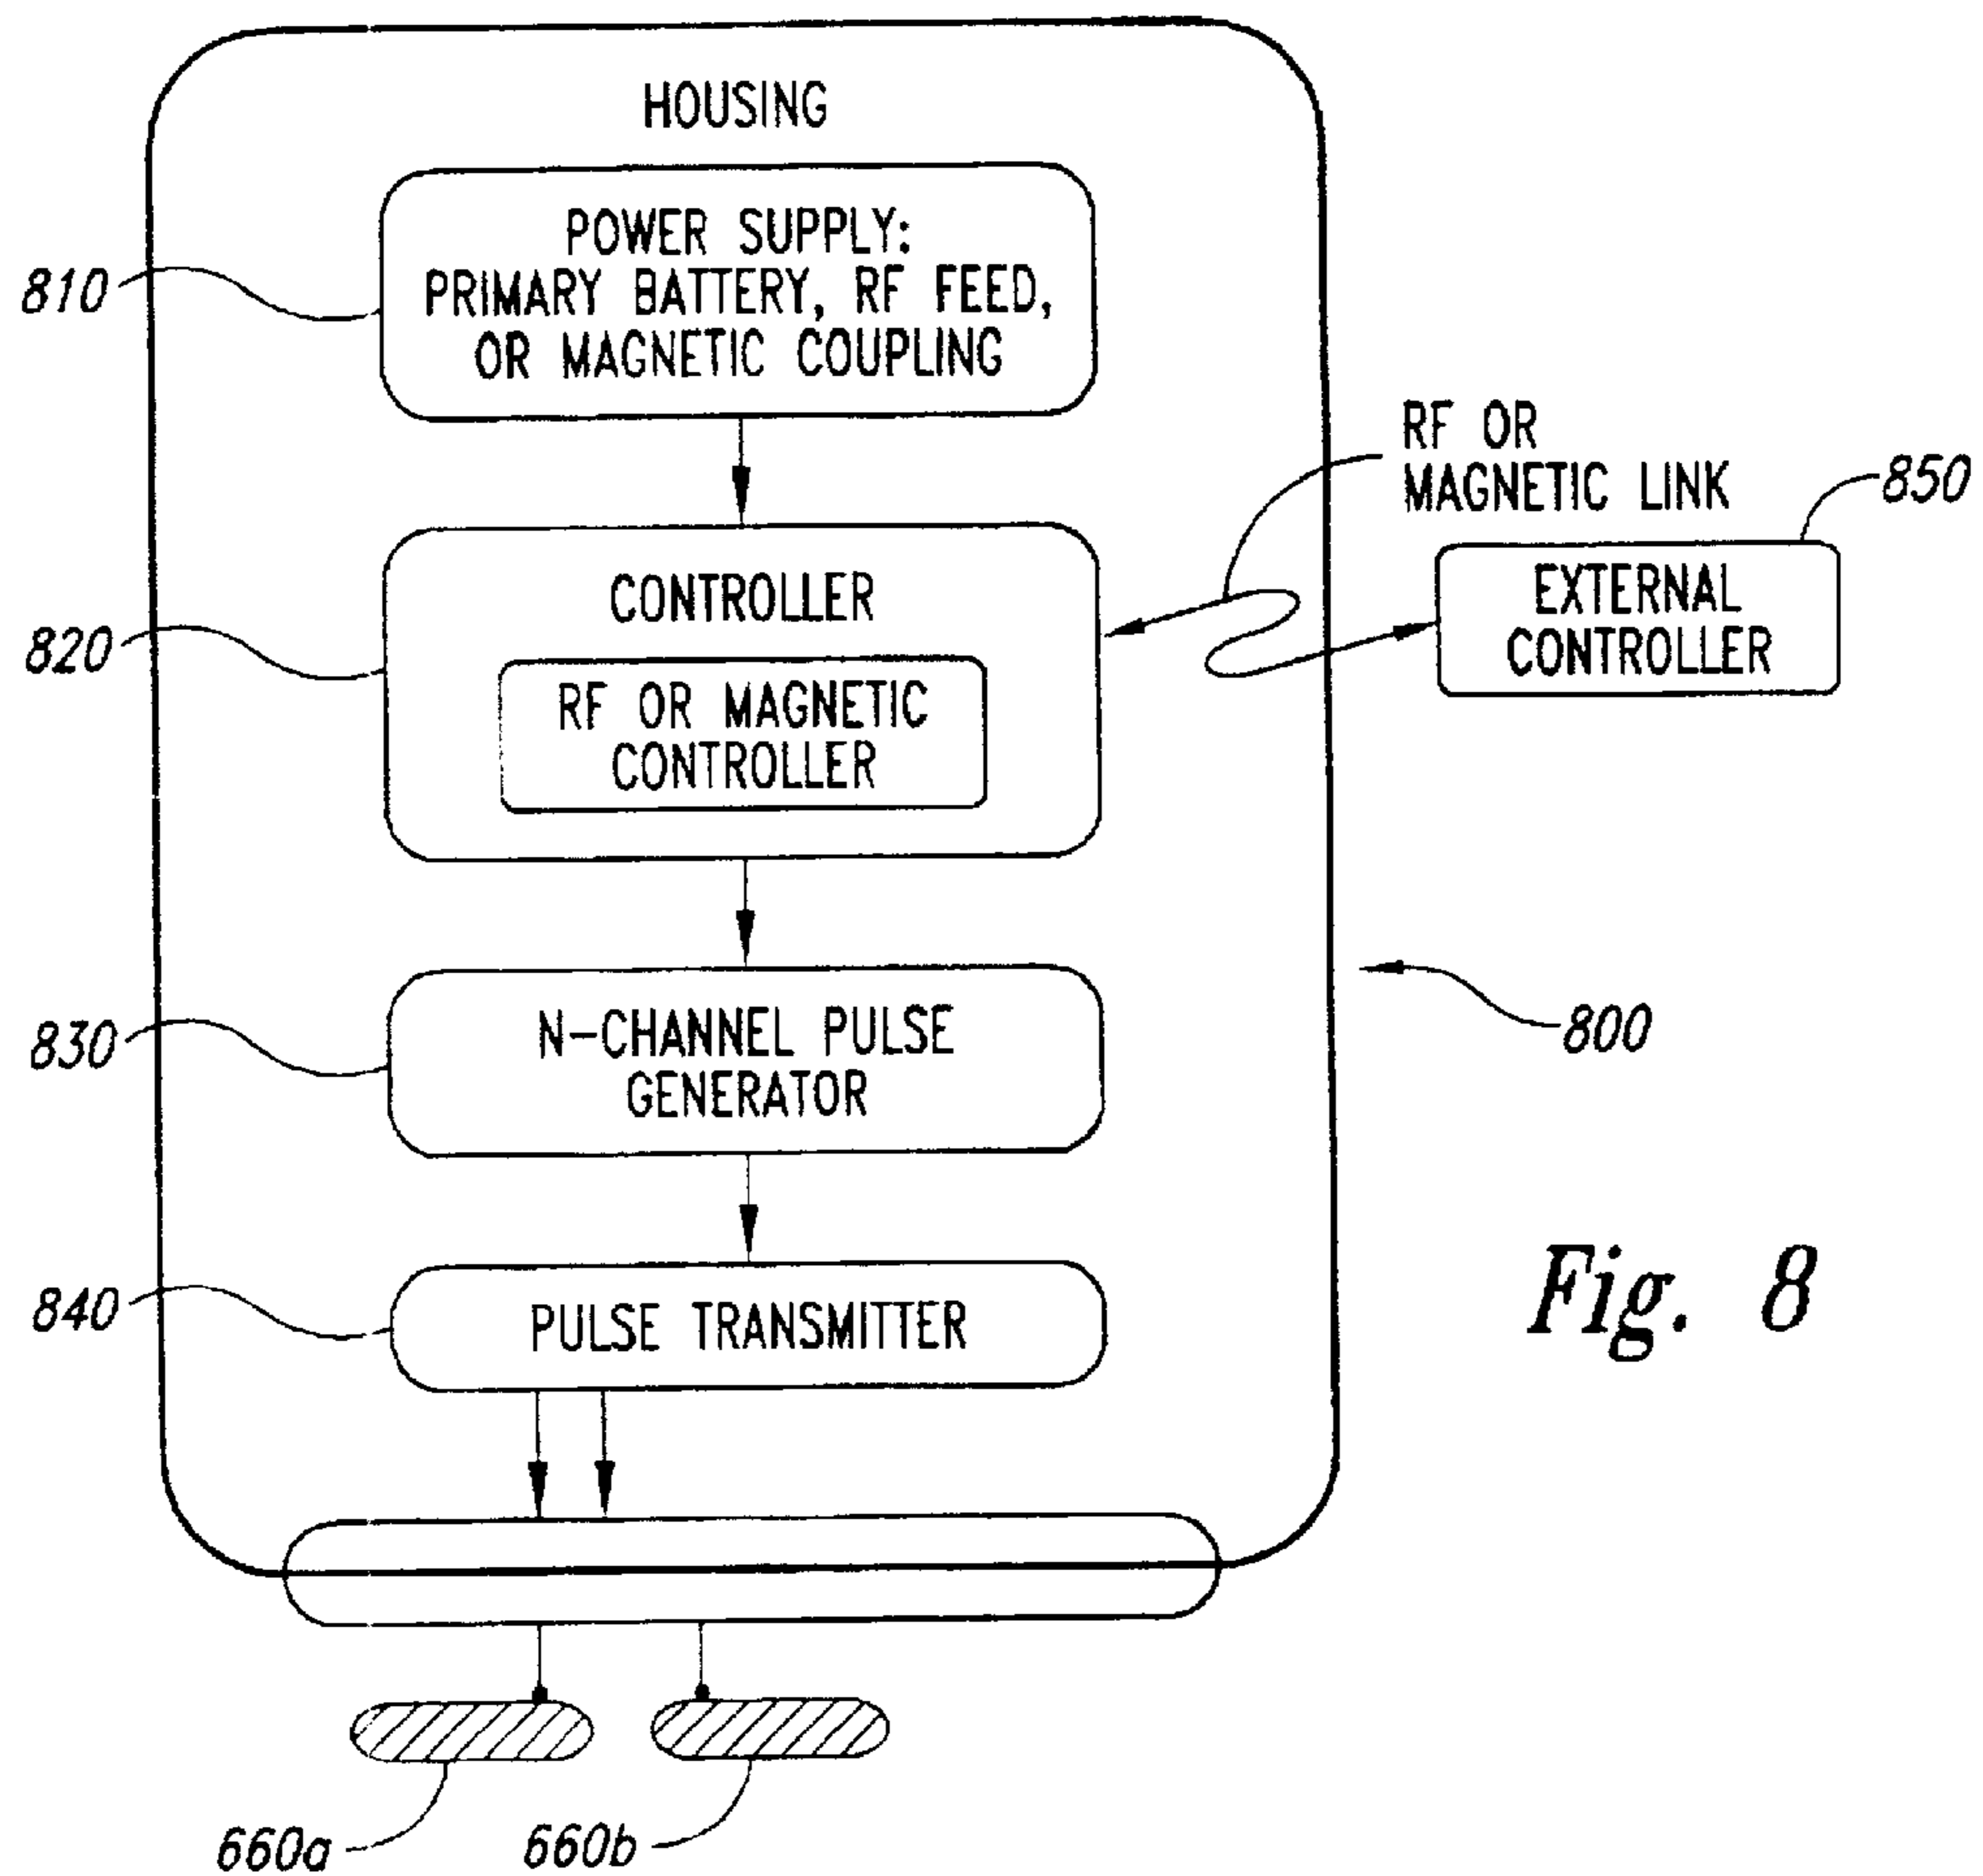 HOUSING
POWER SUPPLY:
PRIMARY BATTERY, RF FEED,
OR MAGNETIC COUPLING
810
RF OR
MAGNETIC LINK
850
CONTROLLER
EXTERNAL
CONTROLLER
820
RF OR MAGNETIC
CONTROLLER
830
N-CHANNEL PULSE
GENERATOR
800
840
PULSE TRANSMITTER
Fig. 8
660a
660b